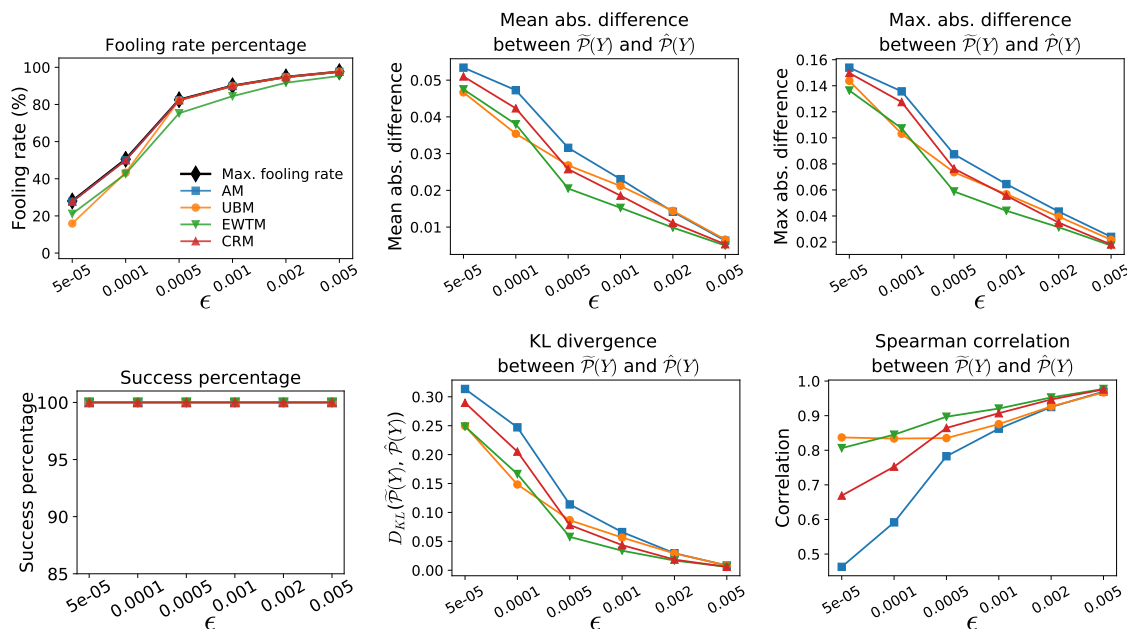 Fooling rate percentage
Fooling rate (%)
100
80
60
40
20
0
Max. fooling rate
AM
UBM
EWTM
CRM
5e-05
0.0001
0.0005
0.001
0.002
0.005
ϵ
Mean abs. difference
between P̃(Y) and P̂(Y)
Mean abs. difference
0.05
0.04
0.03
0.02
0.01
5e-05
0.0001
0.0005
0.001
0.002
0.005
ϵ
Max. abs. difference
between P̃(Y) and P̂(Y)
Max abs. difference
0.16
0.14
0.12
0.10
0.08
0.06
0.04
0.02
5e-05
0.0001
0.0005
0.001
0.002
0.005
ϵ
Success percentage
Success percentage
100
95
90
85
5e-05
0.0001
0.0005
0.001
0.002
0.005
ϵ
KL divergence
between P̃(Y) and P̂(Y)
D_KL(P̃(Y), P̂(Y))
0.30
0.25
0.20
0.15
0.10
0.05
0.00
5e-05
0.0001
0.0005
0.001
0.002
0.005
ϵ
Spearman correlation
between P̃(Y) and P̂(Y)
Correlation
1.0
0.9
0.8
0.7
0.6
0.5
5e-05
0.0001
0.0005
0.001
0.002
0.005
ϵ